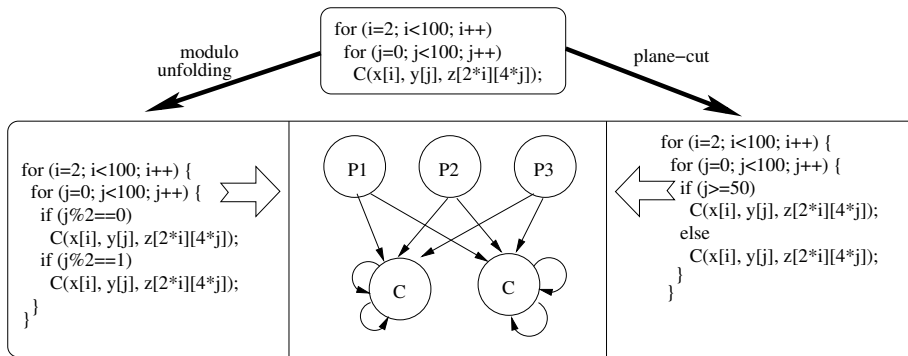 for (i=2; i<100; i++)
for (j=0; j<100; j++)
C(x[i], y[j], z[2*i][4*j]);
modulo
unfolding
plane−cut
for (i=2; i<100; i++) {
for (j=0; j<100; j++) {
if (j%2==0)
C(x[i], y[j], z[2*i][4*j]);
if (j%2==1)
C(x[i], y[j], z[2*i][4*j]);
}
}
P1
P2
P3
C
C
for (i=2; i<100; i++) {
for (j=0; j<100; j++) {
if (j>=50)
C(x[i], y[j], z[2*i][4*j]);
else
C(x[i], y[j], z[2*i][4*j]);
}
}